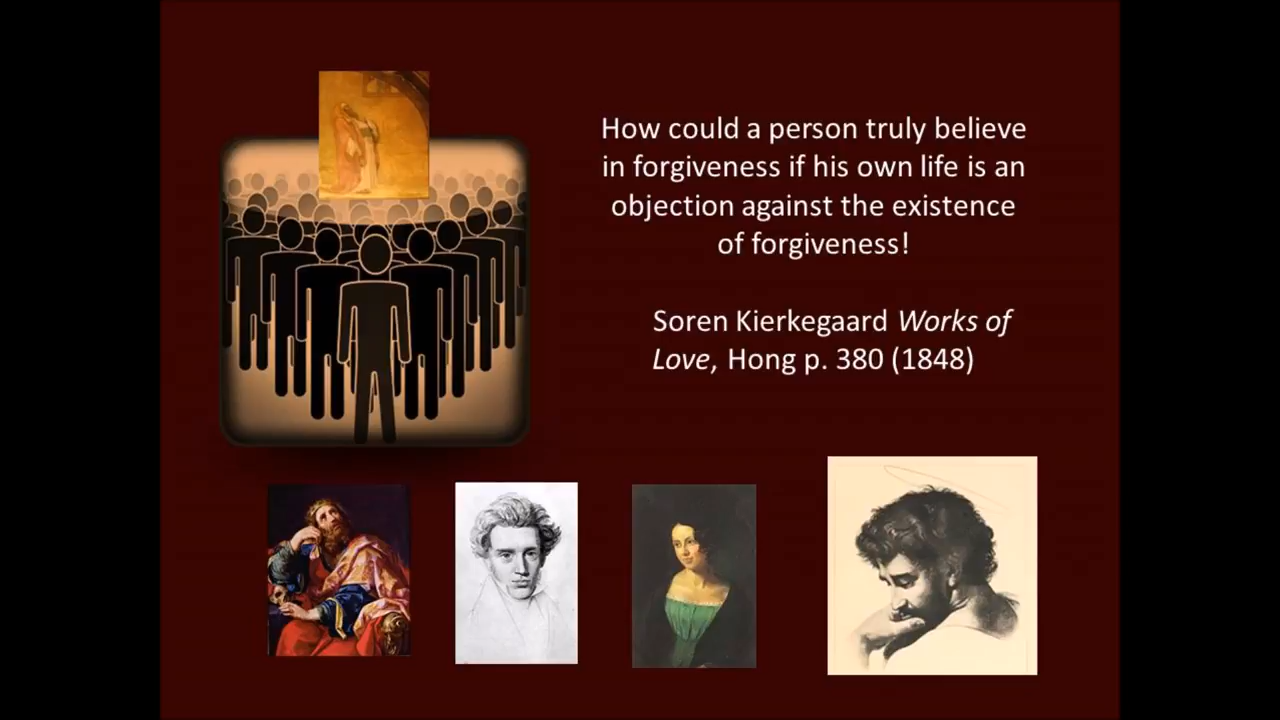 How could a person truly believe
in forgiveness if his own life is an
objection against the existence
of forgiveness!
Soren Kierkegaard Works of
Love, Hong p. 380 (1848)